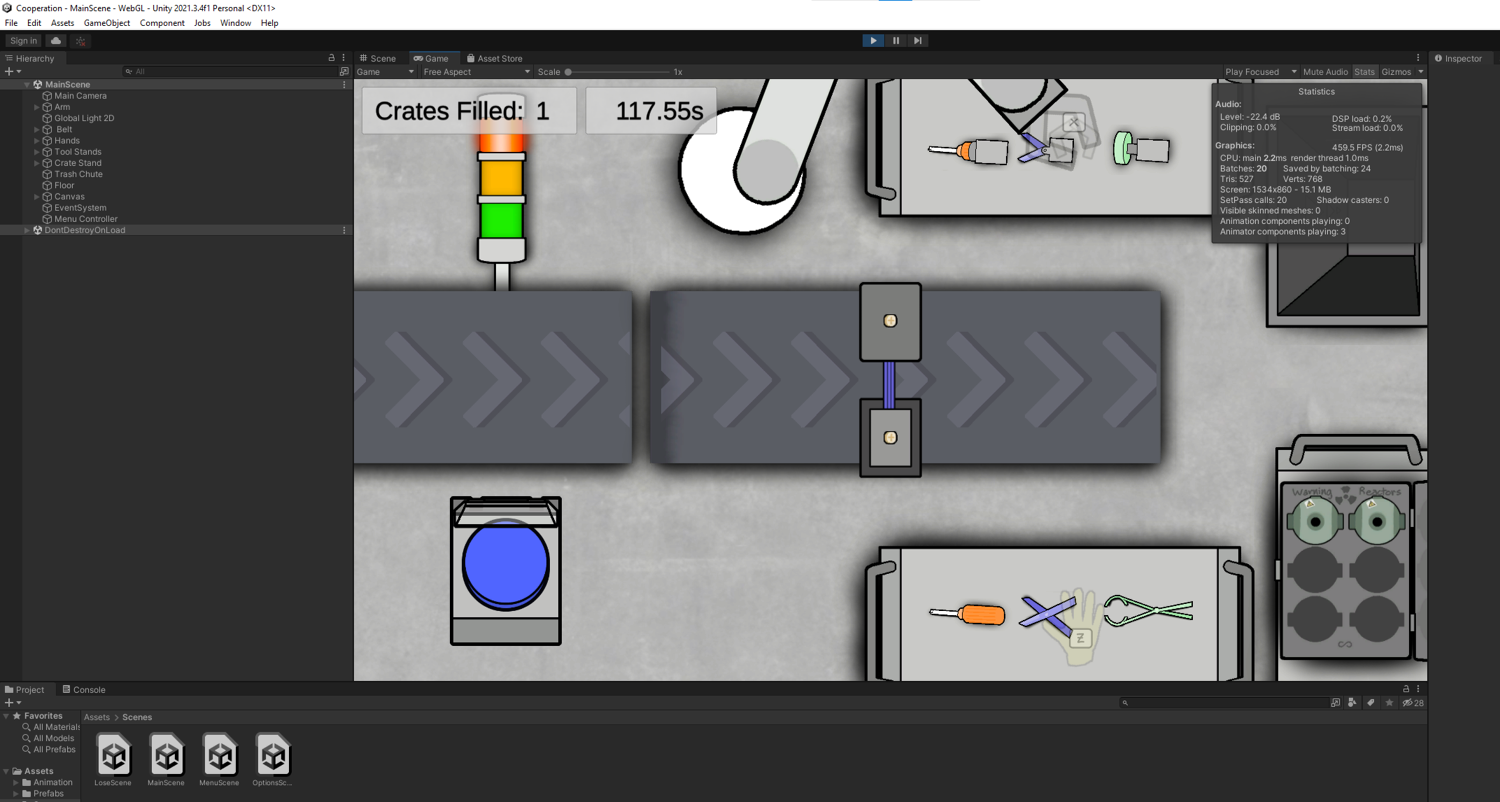 Cooperation - MainScene - WebGL - Unity 2021.3.4f1 Personal <DX11>
File Edit Assets GameObject Component Jobs Window Help
Sign in
Hierarchy
Scene Game Asset Store
Inspector
All
Game Free Aspect Scale 1x Play Focused Mute Audio Stats Gizmos
MainScene
Main Camera
Arm
Global Light 2D
Belt
Hands
Tool Stands
Crate Stand
Trash Chute
Floor
Canvas
EventSystem
Menu Controller
DontDestroyOnLoad
Crates Filled: 1
117.55s
X
Statistics
Audio:
Level: -22.4 dB DSP load: 0.2%
Clipping: 0.0% Stream load: 0.0%
Graphics: 459.5 FPS (2.2ms)
CPU: main 2.2ms render thread 1.0ms
Batches: 20 Saved by batching: 24
Tris: 527 Verts: 768
Screen: 1534x860 - 15.1 MB
SetPass calls: 20 Shadow casters: 0
Visible skinned meshes: 0
Animation components playing: 0
Animator components playing: 3
Warning Reactors
Z
Project Console
28
Favorites
All Materials
All Models
All Prefabs
Assets
Animation
Prefabs
Assets > Scenes
LoseScene MainScene MenuScene OptionsSc...